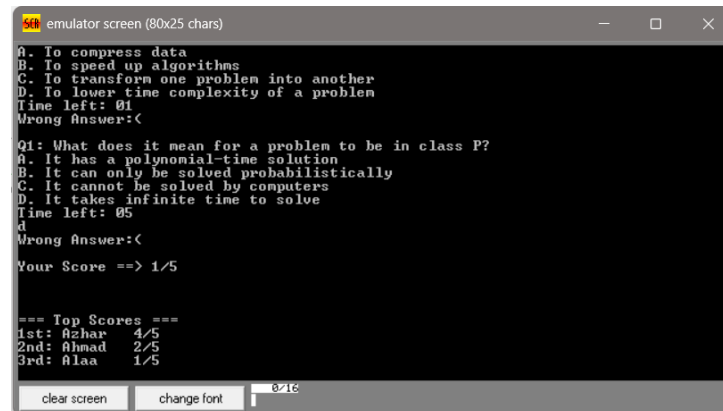 emulator screen (80x25 chars)
A. To compress data
B. To speed up algorithms
C. To transform one problem into another
D. To lower time complexity of a problem
Time left: 01
Wrong Answer:(
Q1: What does it mean for a problem to be in class P?
A. It has a polynomial-time solution
B. It can only be solved probabilistically
C. It cannot be solved by computers
D. It takes infinite time to solve
Time left: 05
d
Wrong Answer:(
Your Score ==> 1/5
=== Top Scores ===
1st: Azhar 4/5
2nd: Ahmad 2/5
3rd: Alaa 1/5
clear screen change font 0/16